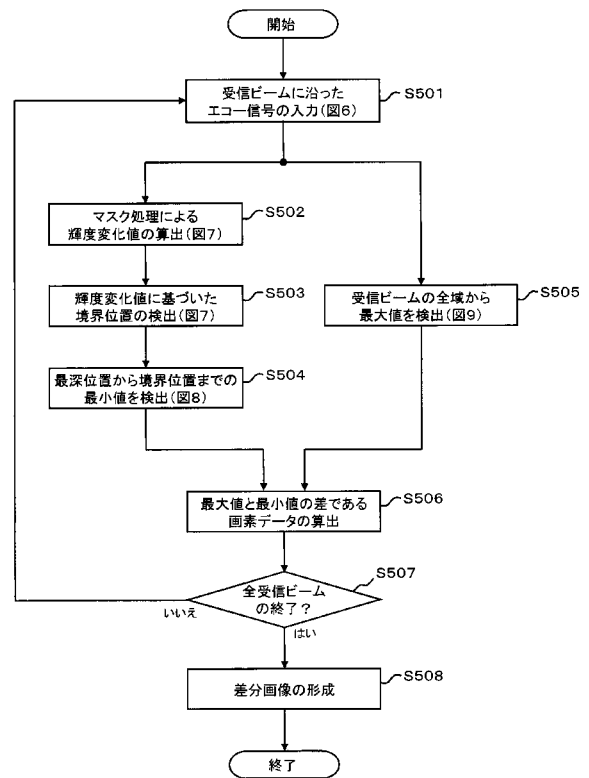 開始
受信ビームに沿った
エコー信号の入力(図6)
S501
マスク処理による
輝度変化値の算出(図7)
S502
輝度変化値に基づいた
境界位置の検出(図7)
S503
受信ビームの全域から
最大値を検出(図9)
S505
最深位置から境界位置までの
最小値を検出(図8)
S504
最大値と最小値の差である
画素データの算出
S506
全受信ビーム
の終了？
S507
いいえ
はい
差分画像の形成
S508
終了